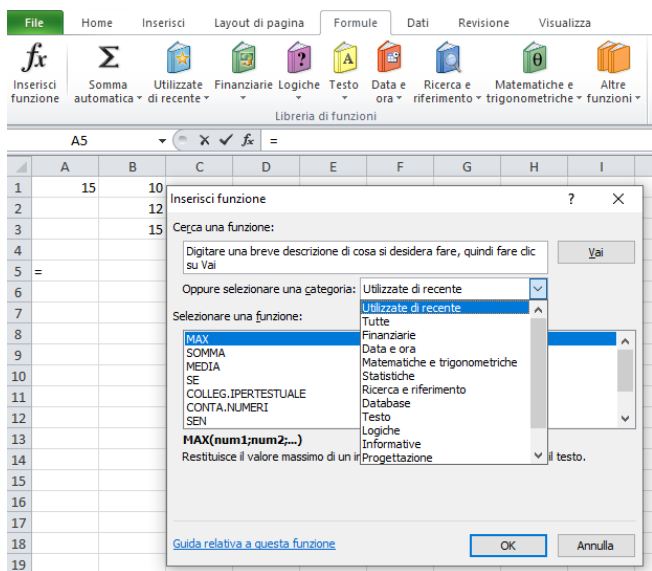 File Home Inserisci Layout di pagina Formule Dati Revisione Visualizza
fx Σ ? A θ
Inserisci funzione
Somma automatica
Utilizzate di recente
Finanziarie
Logiche
Testo
Data e ora
Ricerca e riferimento
Matematiche e trigonometriche
Altre funzioni
Libreria di funzioni
A5 fx =
A B C D E F G H I
1 15 10
2 12
3 15
4
5 =
6
7
8
9
10
11
12
13
14
15
16
17
18
19
Inserisci funzione ? X
Cerca una funzione:
Digitare una breve descrizione di cosa si desidera fare, quindi fare clic
su Vai
Vai
Oppure selezionare una categoria: Utilizzate di recente
Utilizzate di recente
Tutte
Finanziarie
Data e ora
Matematiche e trigonometriche
Statistiche
Ricerca e riferimento
Database
Testo
Logiche
Informative
Progettazione
Selezionare una funzione:
MAX
SOMMA
MEDIA
SE
COLLEG.IPERTESTUALE
CONTA.NUMERI
SEN
MAX(num1;num2;...)
Restituisce il valore massimo di un in il testo.
Guida relativa a questa funzione
OK
Annulla